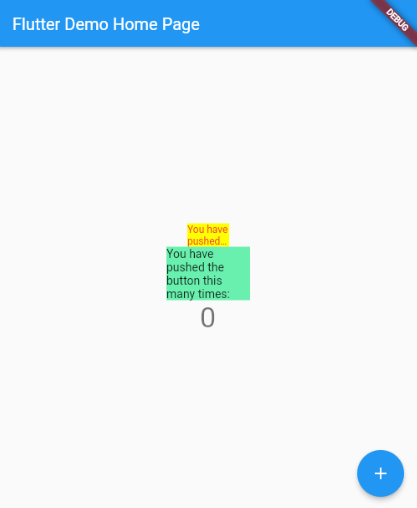 Flutter Demo Home Page
DEBUG
You have
pushed...
You have
pushed the
button this
many times:
0